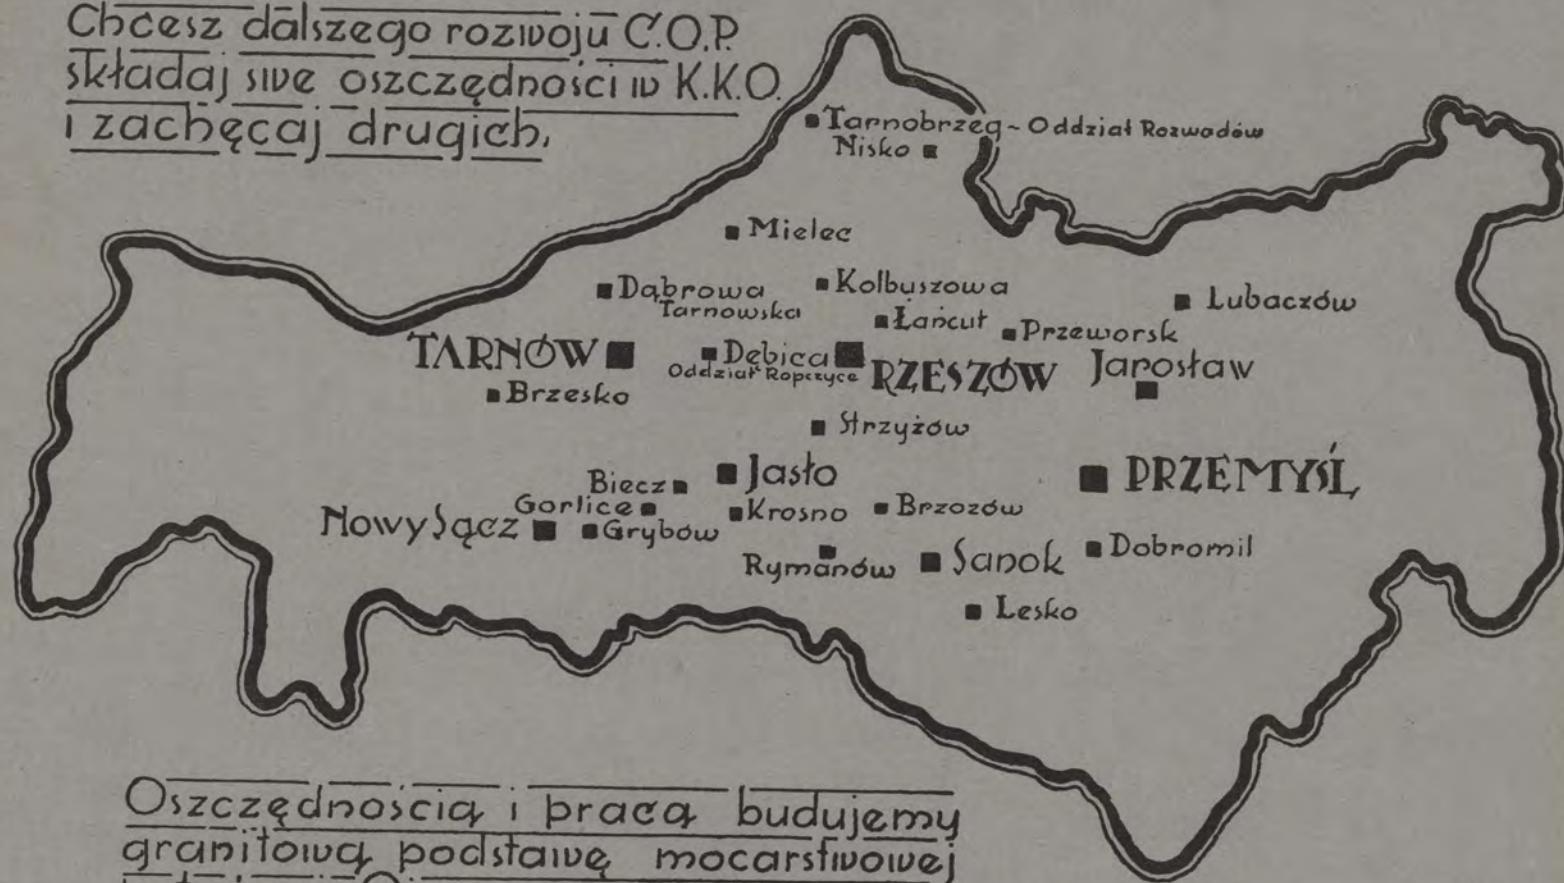 Chcesz dalszego rozwoju C.O.P.
składaj swe oszczędności w K.K.O.
i zachęcaj drugich.
Tarnobrzeg - Oddział Rozwadów
Nisko
Mielec
Dąbrowa
Tarnowska
Kolbuszowa
Łańcut
Przeworsk
Lubaczów
TARNÓW
Dębica
Oddział Ropczyce
RZESZÓW
Jarosław
Brzesko
Strzyżów
Biecz
Jasło
PRZEMYŚL
Gorlice
Krosno
Brzozów
Nowy Sącz
Grybów
Rymanów
Sanok
Dobromil
Lesko
Oszczędnością i pracą budujemy
granitową podstawę mocarstwowej